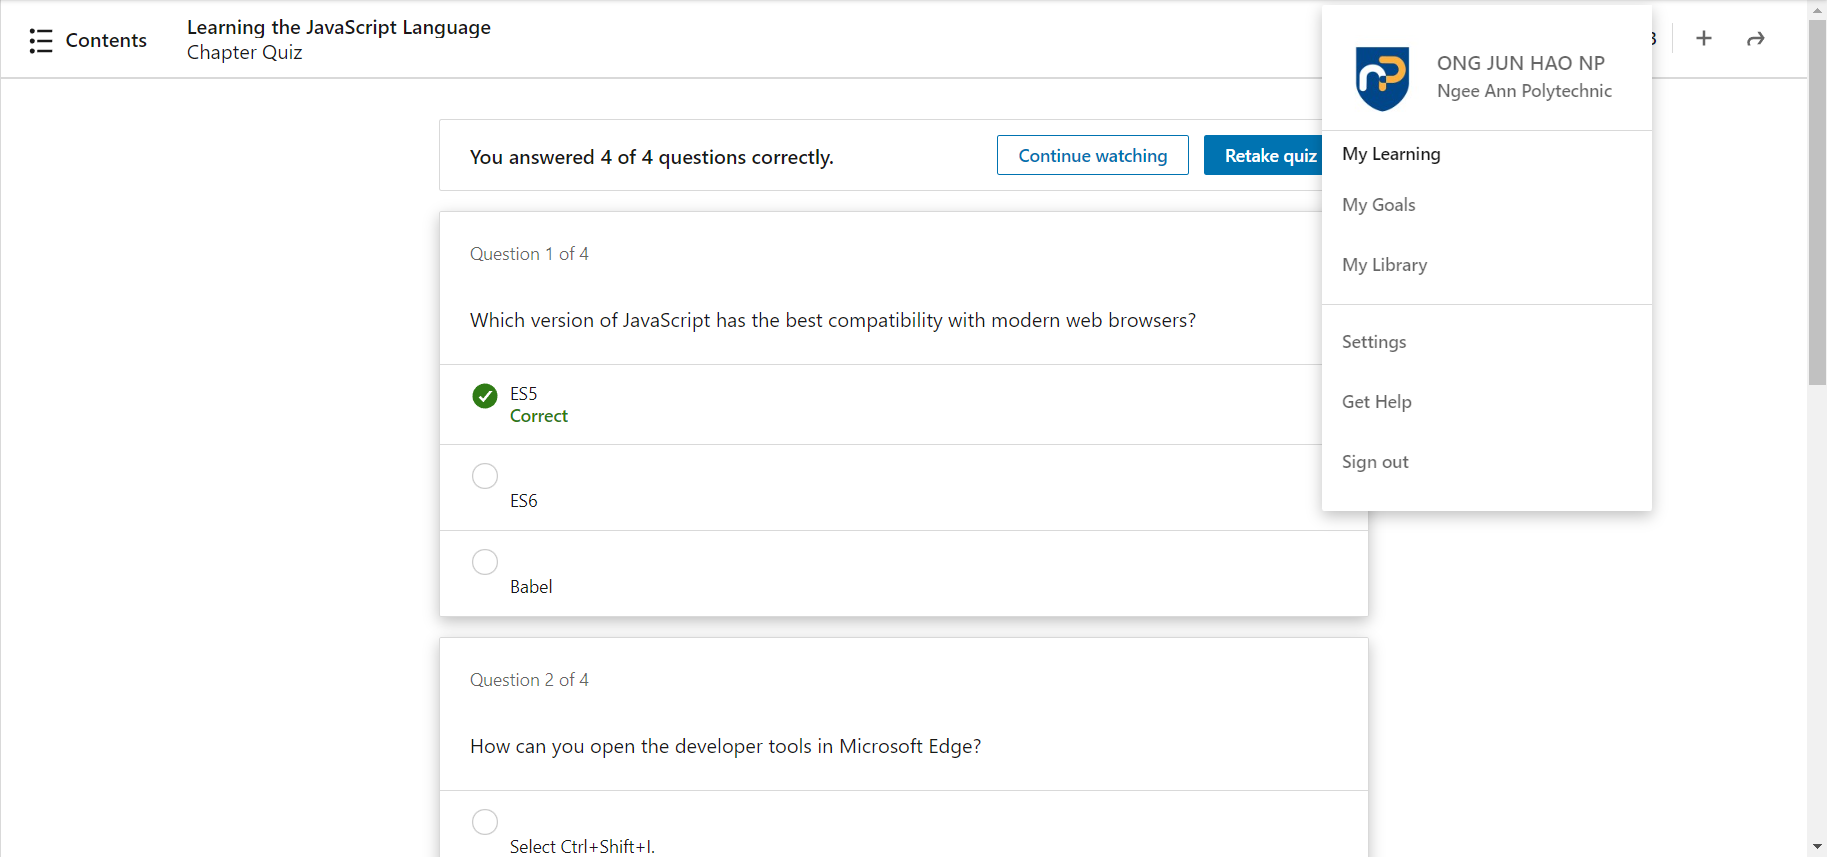 Contents
Learning the JavaScript Language
Chapter Quiz
ONG JUN HAO NP
Ngee Ann Polytechnic
My Learning
My Goals
My Library
Settings
Get Help
Sign out
You answered 4 of 4 questions correctly.
Continue watching
Retake quiz
Question 1 of 4
Which version of JavaScript has the best compatibility with modern web browsers?
ES5
Correct
ES6
Babel
Question 2 of 4
How can you open the developer tools in Microsoft Edge?
Select Ctrl+Shift+I.